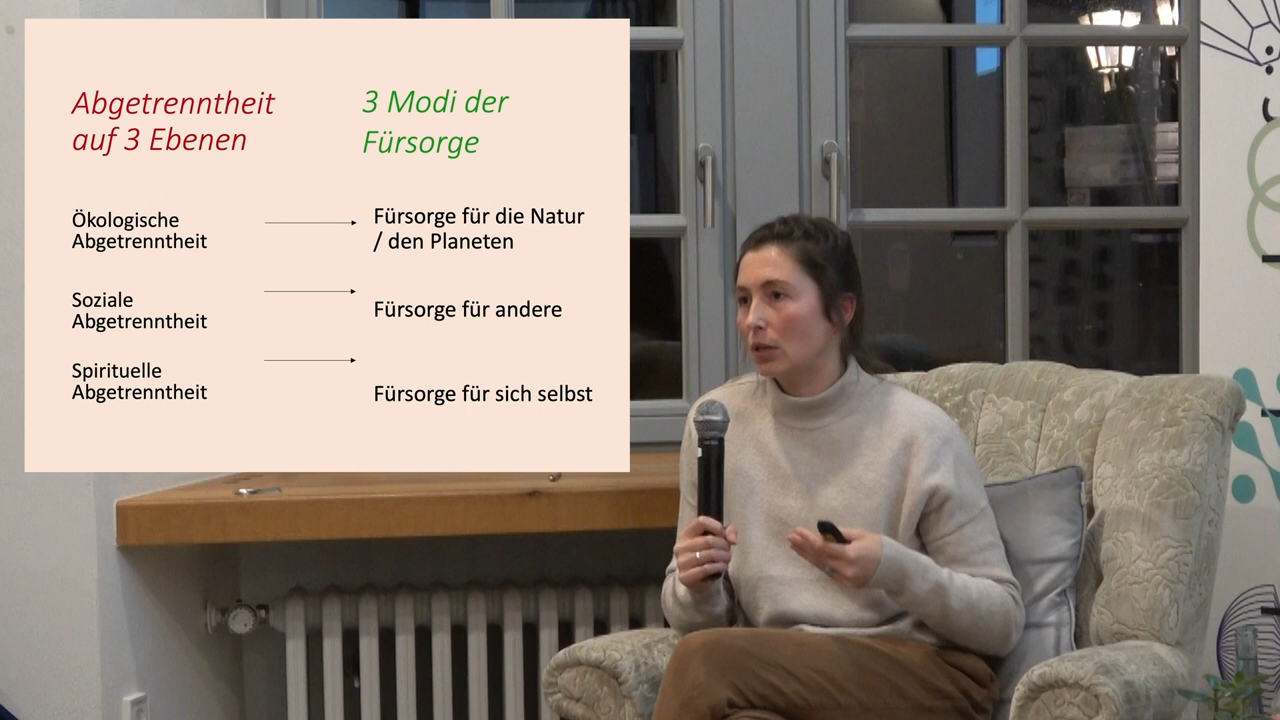 Abgetrenntheit
auf 3 Ebenen
3 Modi der
Fürsorge
Ökologische
Abgetrenntheit
Fürsorge für die Natur
/ den Planeten
Soziale
Abgetrenntheit
Fürsorge für andere
Spirituelle
Abgetrenntheit
Fürsorge für sich selbst